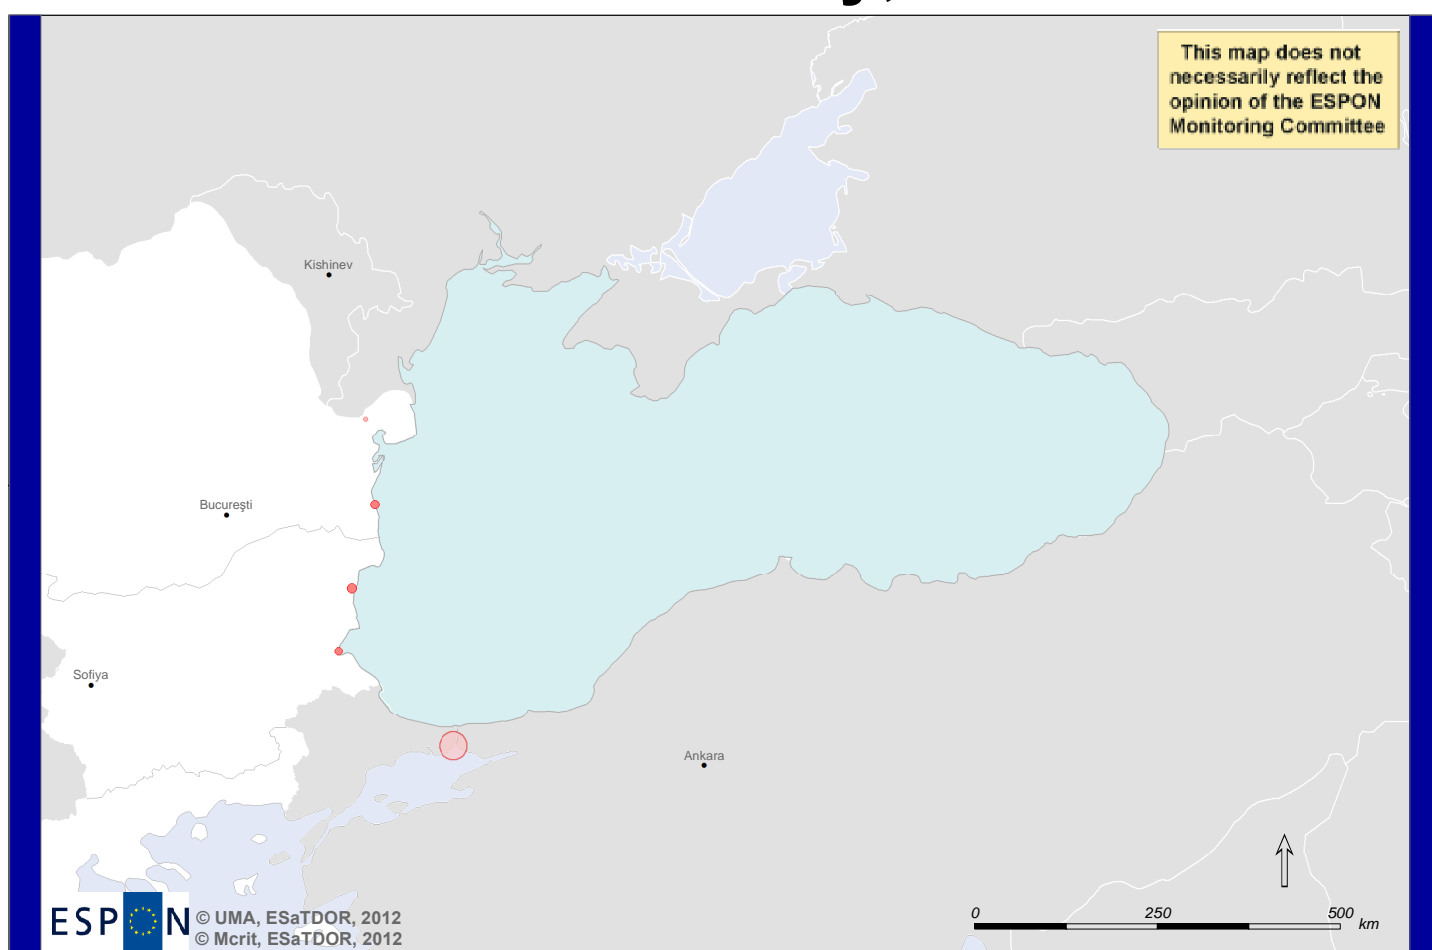 This map does not
necessarily reflect the
opinion of the ESPON
Monitoring Committee
Kishinev
Bucureşti
Sofiya
Ankara
ESPON
© UMA, ESaTDOR, 2012
© Mcrit, ESaTDOR, 2012
0 250 500 km